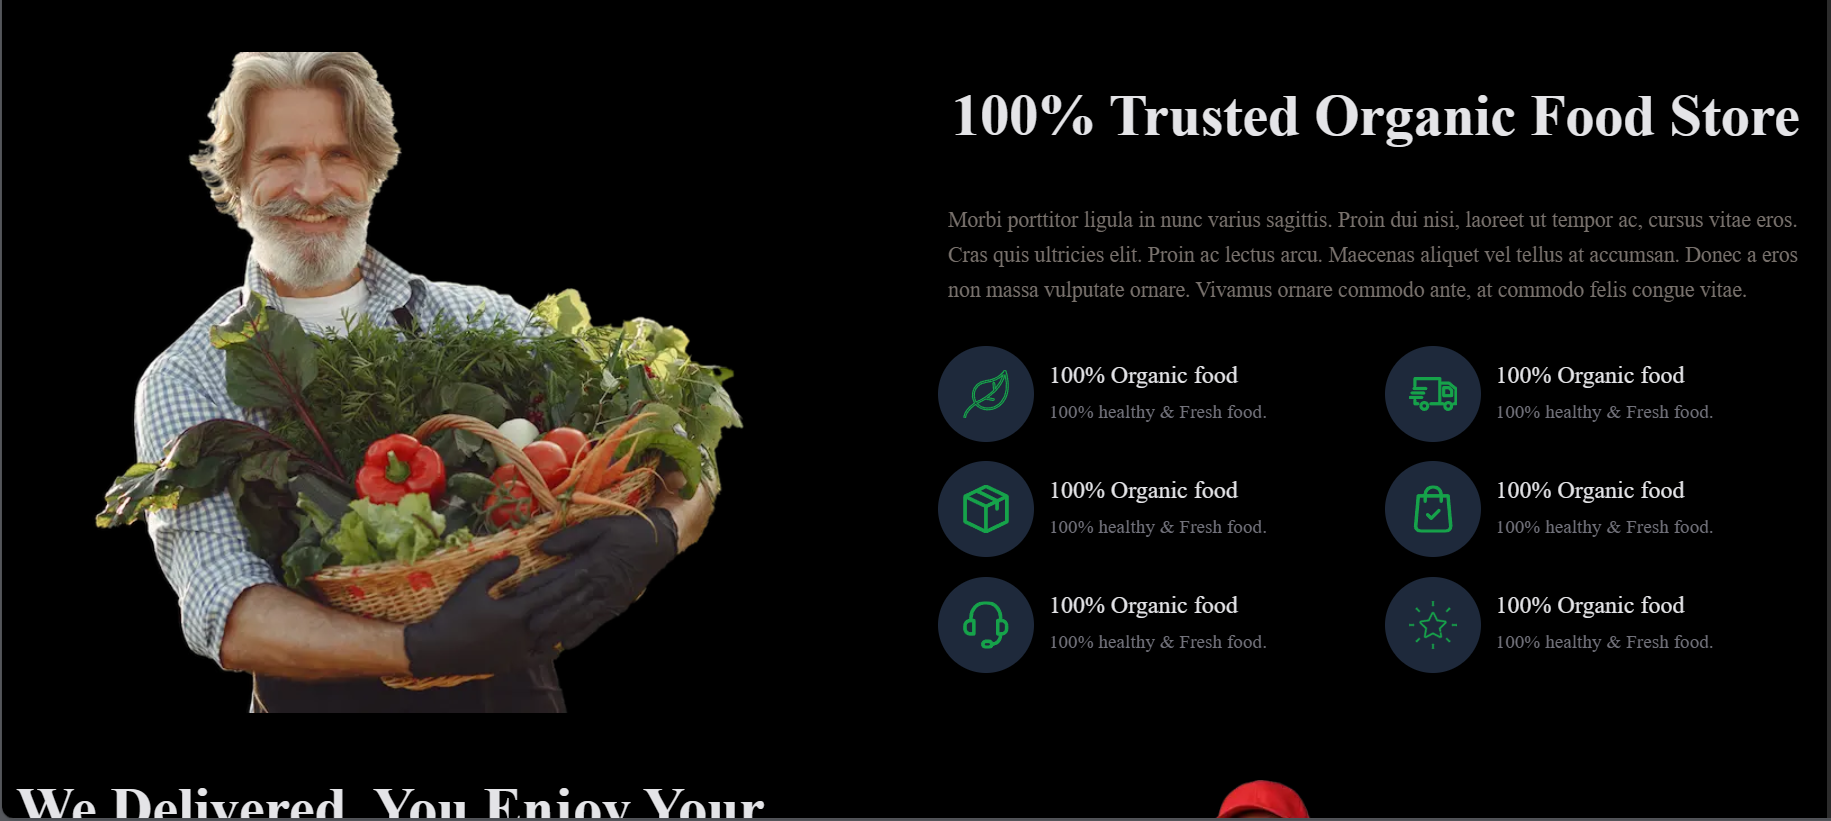 100% Trusted Organic Food Store
Morbi porttitor ligula in nunc varius sagittis. Proin dui nisi, laoreet ut tempor ac, cursus vitae eros.
Cras quis ultricies elit. Proin ac lectus arcu. Maecenas aliquet vel tellus at accumsan. Donec a eros
non massa vulputate ornare. Vivamus ornare commodo ante, at commodo felis congue vitae.
100% Organic food
100% healthy & Fresh food.
100% Organic food
100% healthy & Fresh food.
100% Organic food
100% healthy & Fresh food.
100% Organic food
100% healthy & Fresh food.
100% Organic food
100% healthy & Fresh food.
100% Organic food
100% healthy & Fresh food.
We Delivered, You Enjoy Your